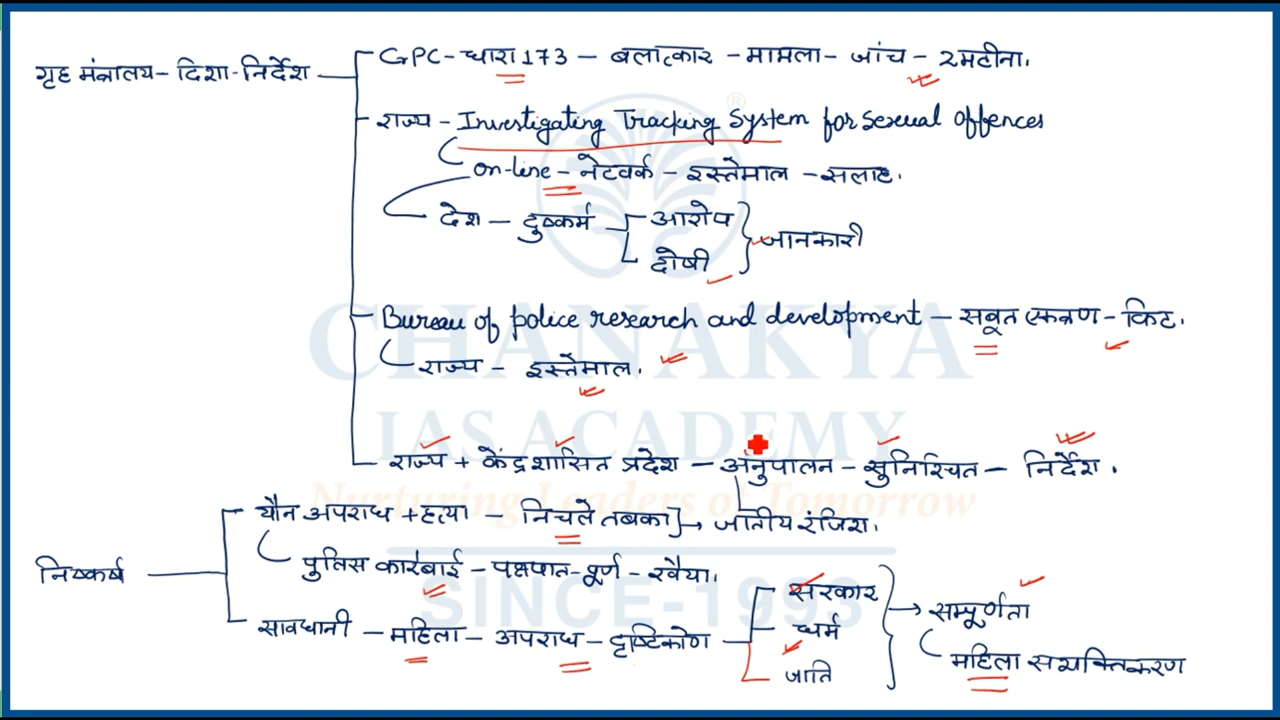 गृह मंत्रालय - दिशा-निर्देश
CrPC - धारा 173 - बलात्कार - मामला - जांच - 2 महीना.
राज्य - Investigating Tracking System for sexual offences
on-line - नेटवर्क - इस्तेमाल - सलाह.
देश - दुष्कर्म
आरोप
दोषी
जानकारी
Bureau of police research and development - सबूत एकत्रण - किट.
राज्य - इस्तेमाल.
राज्य + केंद्रशासित प्रदेश - अनुपालन - सुनिश्चित - निर्देश.
यौन अपराध + हत्या - निचले तबका → जातीय रंजिश.
निष्कर्ष
पुलिस कार्रवाई - पक्षपात-पूर्ण - रवैया.
सावधानी - महिला - अपराध - दृष्टिकोण
सरकार
धर्म
जाति
→ सम्पूर्णता
महिला सशक्तिकरण
CHANAKYA
IAS ACADEMY
Nurturing Leaders of Tomorrow
SINCE-1993
®